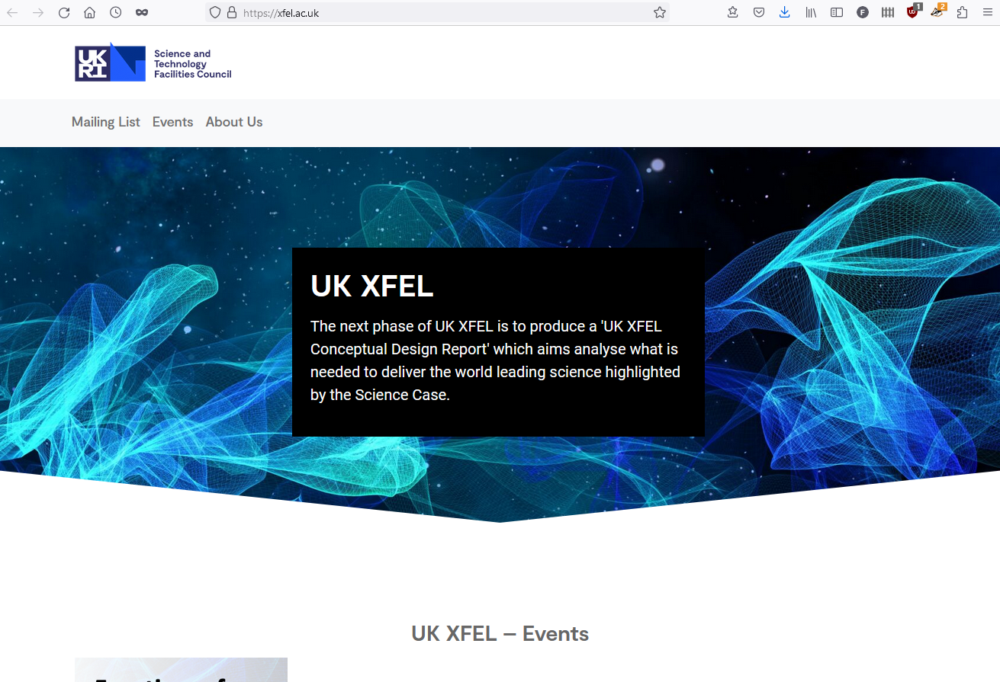 https://xfel.ac.uk
F
1
2
UK
RI
Science and
Technology
Facilities Council
Mailing List Events About Us
UK XFEL
The next phase of UK XFEL is to produce a 'UK XFEL
Conceptual Design Report' which aims analyse what is
needed to deliver the world leading science highlighted
by the Science Case.
UK XFEL – Events